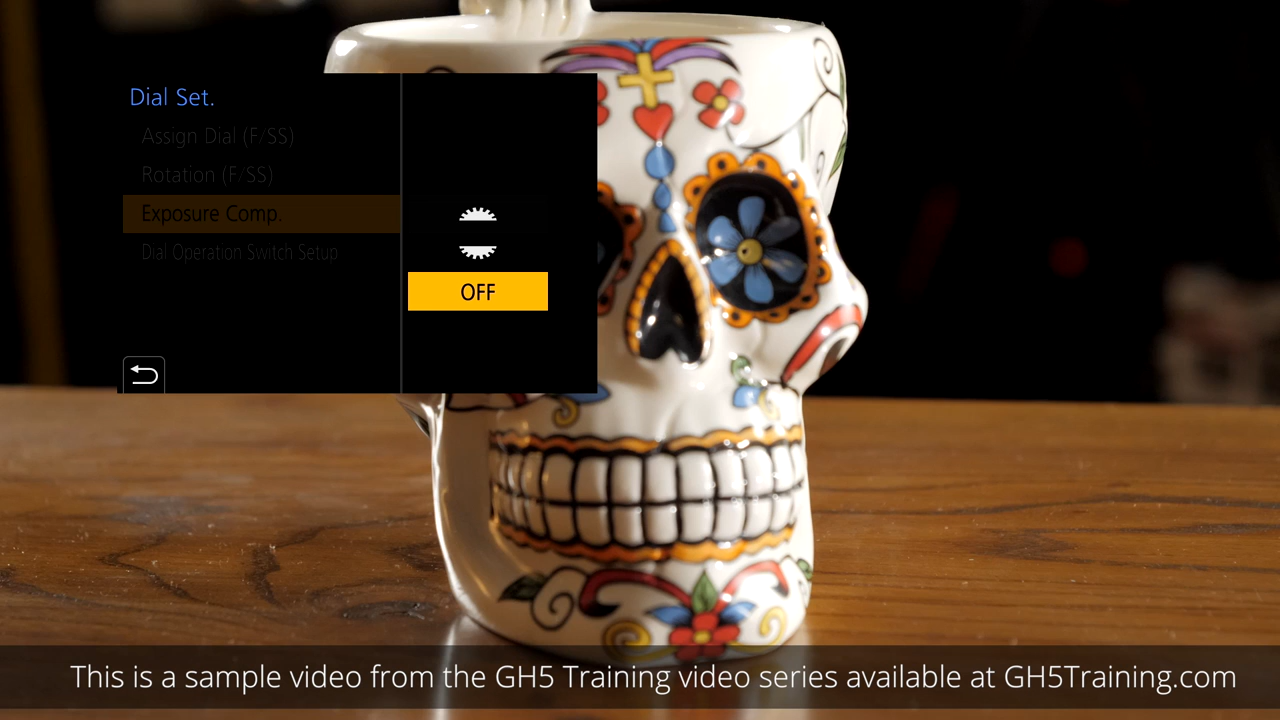 Dial Set.
Assign Dial (F/SS)
Rotation (F/SS)
Exposure Comp.
Dial Operation Switch Setup
OFF
This is a sample video from the GH5 Training video series available at GH5Training.com